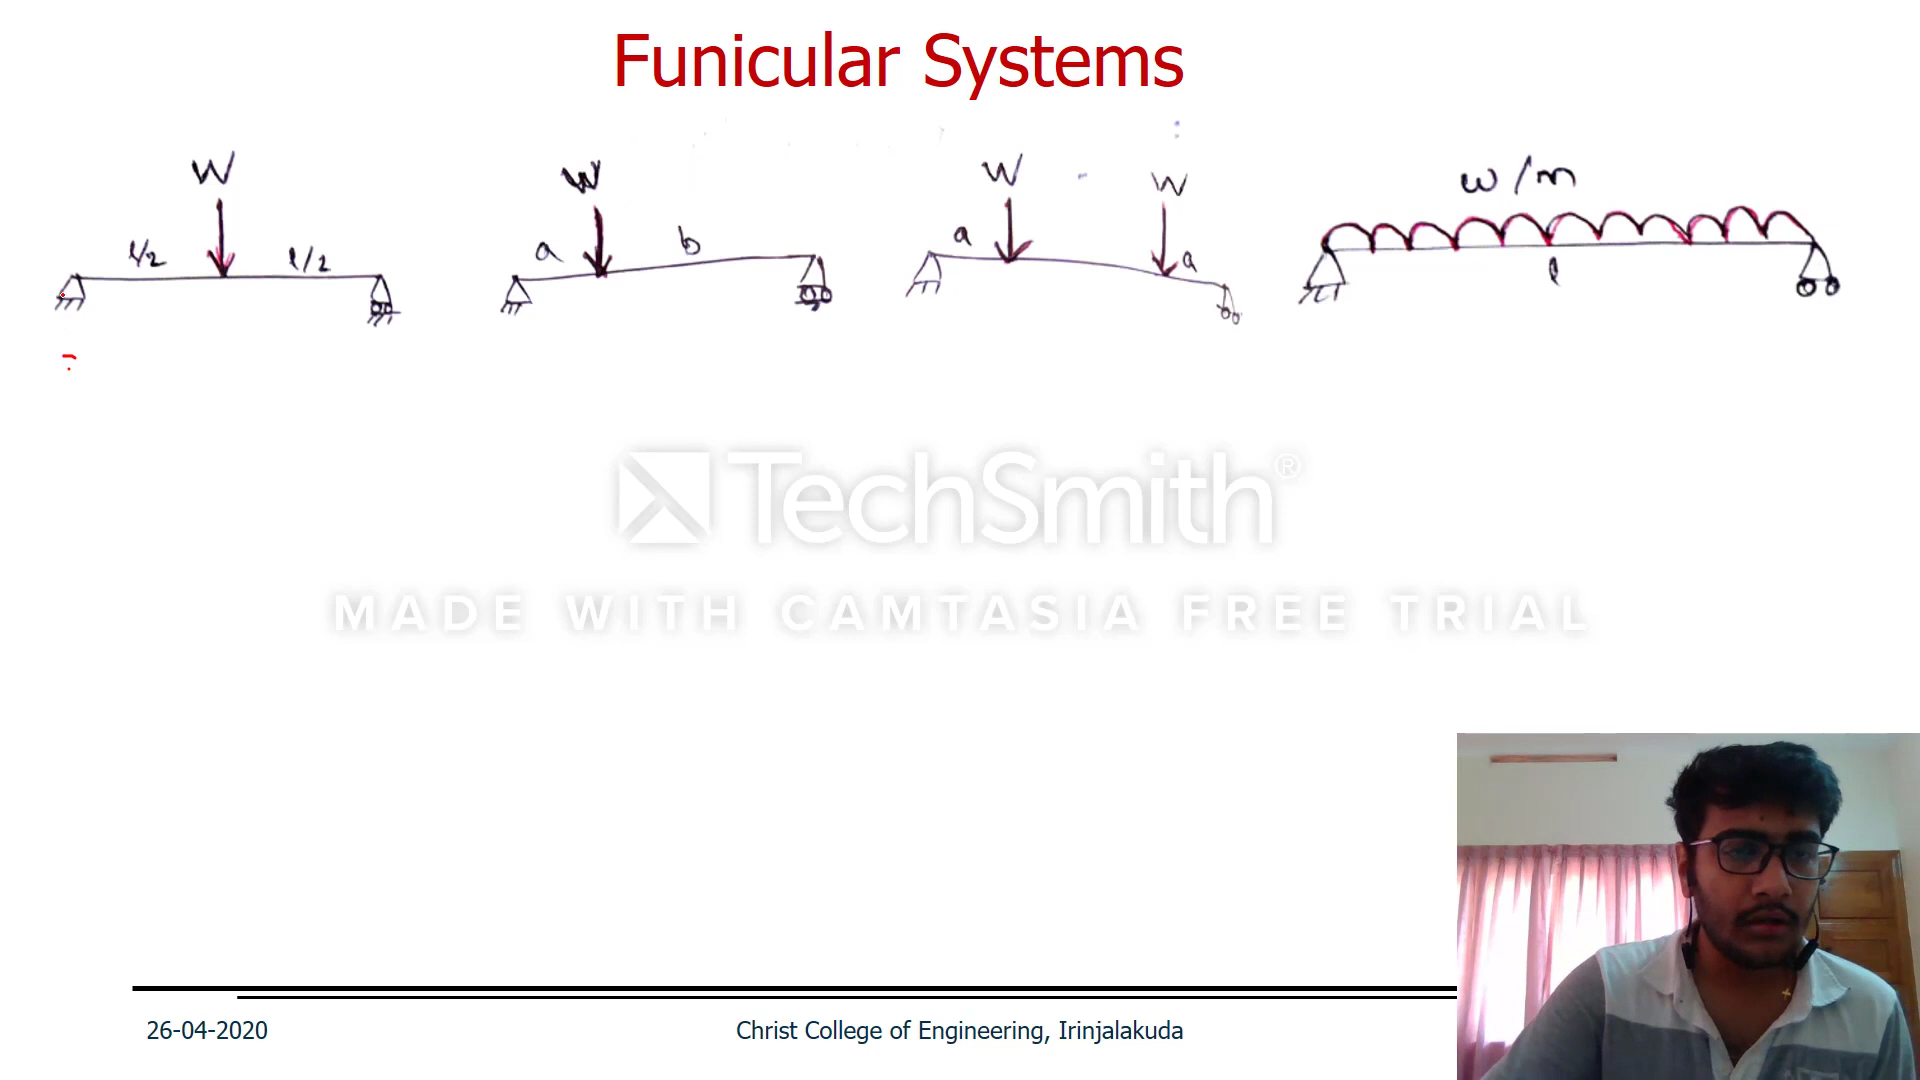 Funicular Systems
W
W
W
W
w/m
l/2
l/2
a
b
a
a
l
TechSmith®
MADE WITH CAMTASIA FREE TRIAL
26-04-2020
Christ College of Engineering, Irinjalakuda